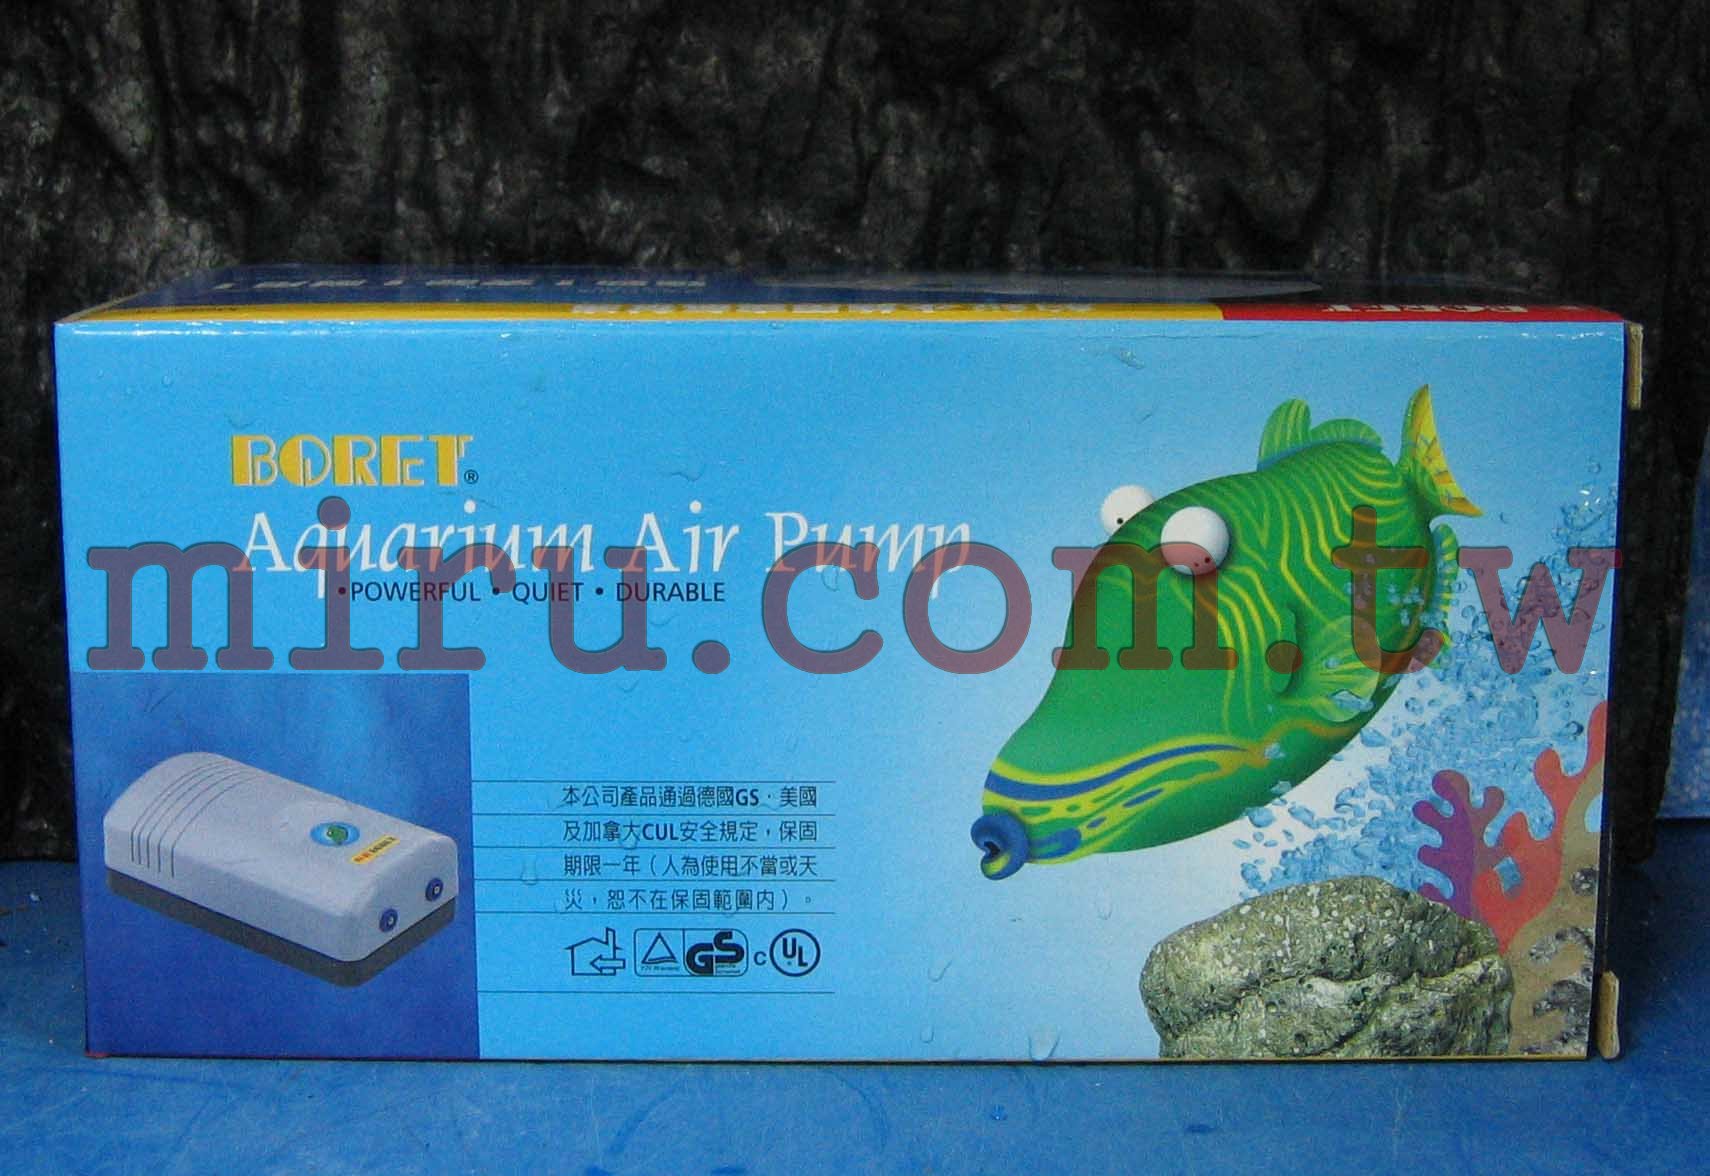 BORET®
Aquarium Air Pump
•POWERFUL • QUIET • DURABLE
miru.com.tw
本公司產品通過德國GS．美國
及加拿大CUL安全規定，保固
期限一年（人為使用不當或天
災，恕不在保固範圍內）。
GS
c UL